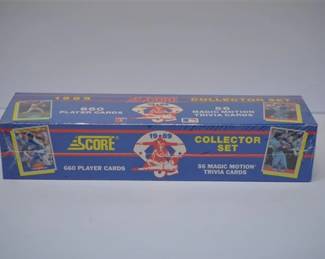 1989
COLLECTOR SET
660
PLAYER CARDS
56
MAGIC MOTION
TRIVIA CARDS
SCORE
1989
COLLECTOR
SET
660 PLAYER CARDS
56 MAGIC MOTION
TRIVIA CARDS